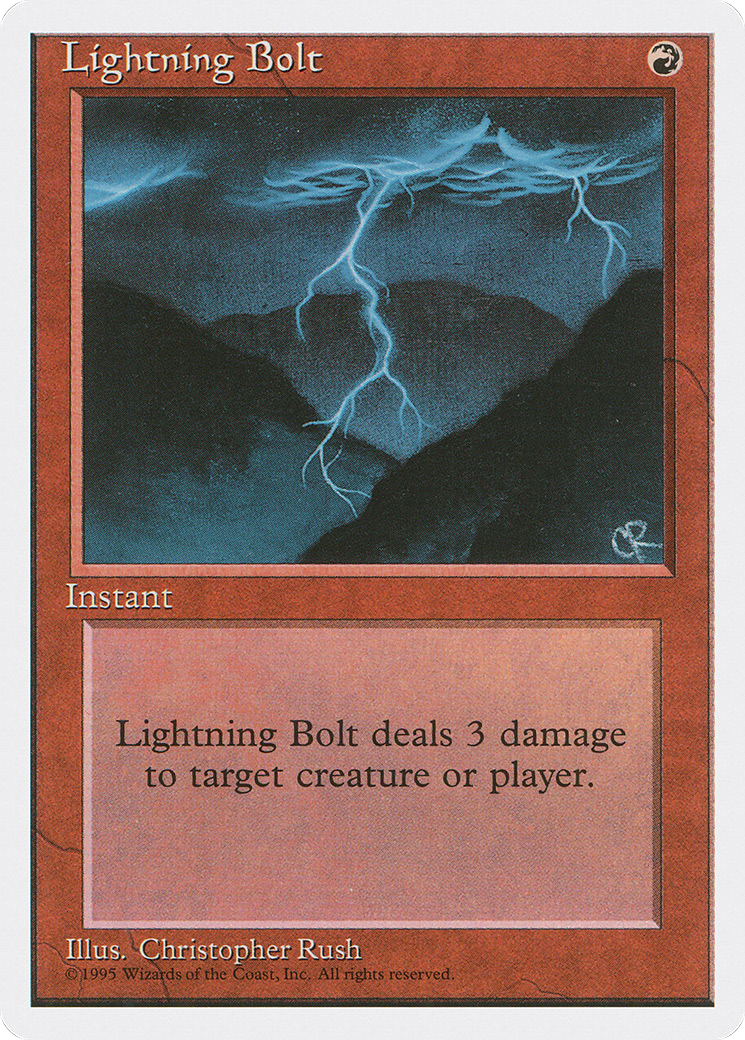 Lightning Bolt
CR
Instant
Lightning Bolt deals 3 damage
to target creature or player.
Illus. Christopher Rush
© 1995 Wizards of the Coast, Inc. All rights reserved.